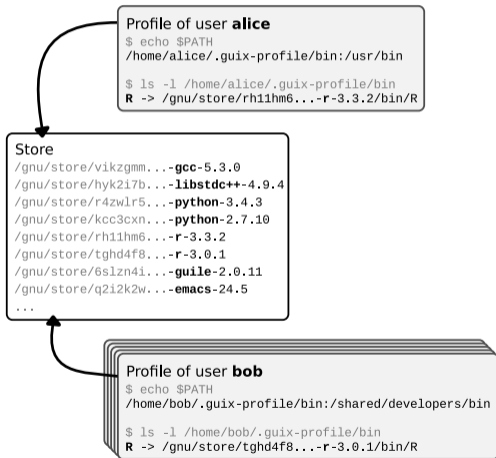 Profile of user alice
$ echo $PATH
/home/alice/.guix-profile/bin:/usr/bin
$ ls -l /home/alice/.guix-profile/bin
R -> /gnu/store/rh11hm6...-r-3.3.2/bin/R
Store
/gnu/store/vikzgmm...-gcc-5.3.0
/gnu/store/hyk2i7b...-libstdc++-4.9.4
/gnu/store/r4zwlr5...-python-3.4.3
/gnu/store/kcc3cxn...-python-2.7.10
/gnu/store/rh11hm6...-r-3.3.2
/gnu/store/tghd4f8...-r-3.0.1
/gnu/store/6slzn4i...-guile-2.0.11
/gnu/store/q2i2k2w...-emacs-24.5
...
Profile of user bob
$ echo $PATH
/home/bob/.guix-profile/bin:/shared/developers/bin
$ ls -l /home/bob/.guix-profile/bin
R -> /gnu/store/tghd4f8...-r-3.0.1/bin/R